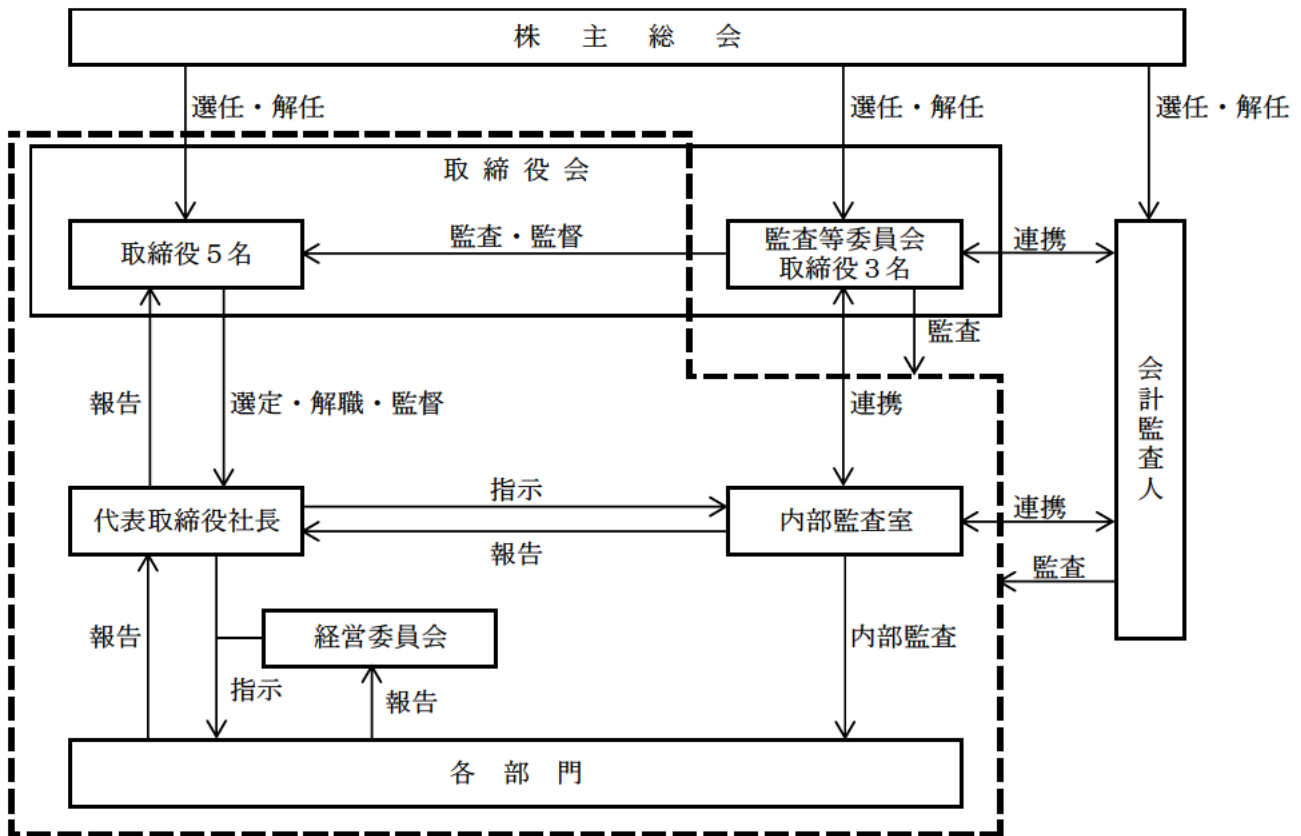 株主総会
選任・解任
選任・解任
選任・解任
取締役会
取締役５名
監査・監督
監査等委員会
取締役３名
連携
監査
会計監査人
報告
選定・解職・監督
連携
代表取締役社長
指示
報告
内部監査室
連携
監査
報告
経営委員会
内部監査
指示
報告
各部門